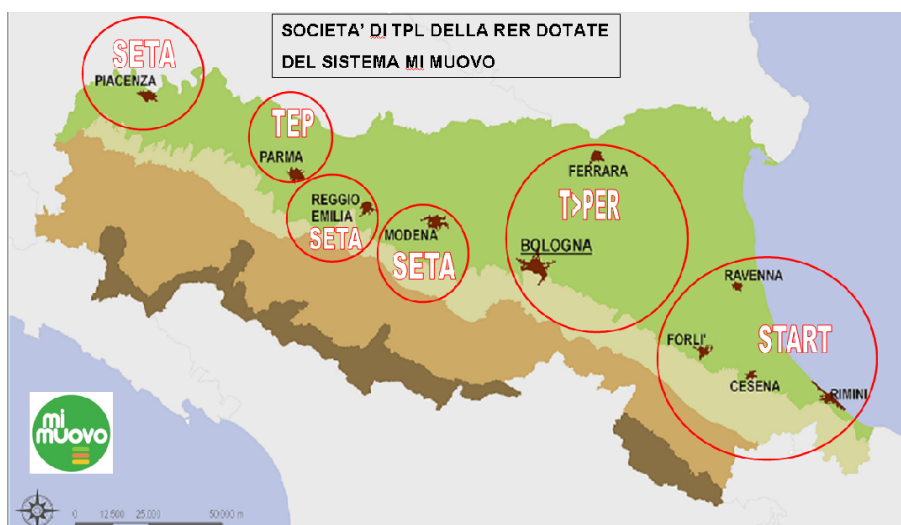 SOCIETA' DI TPL DELLA RER DOTATE
DEL SISTEMA MI MUOVO
SETA
PIACENZA
TEP
PARMA
REGGIO
EMILIA
SETA
MODENA
SETA
FERRARA
T>PER
BOLOGNA
RAVENNA
FORLI'
START
CESENA
RIMINI
mi
muovo
0 12.500 25.000 50.000 m